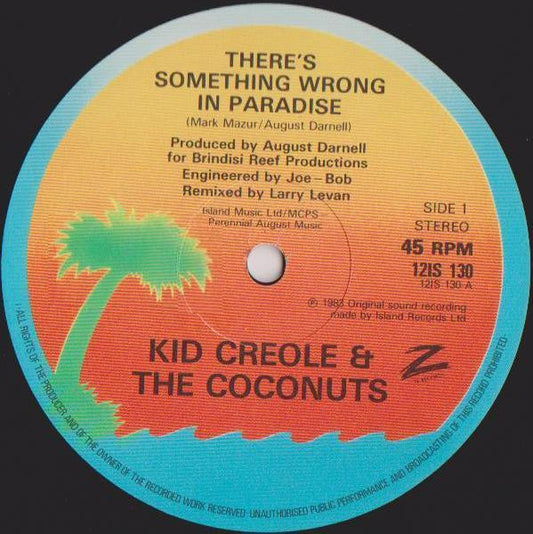 THERE'S
SOMETHING WRONG
IN PARADISE
(Mark Mazur/August Darnell)
Produced by August Darnell
for Brindisi Reef Productions
Engineered by Joe-Bob
Remixed by Larry Levan
Island Music Ltd/MCPS-
Perennial August Music
SIDE 1
STEREO
45 RPM
12IS 130
12IS 130-A
℗ 1983 Original sound recording
made by Island Records Ltd
KID CREOLE &
THE COCONUTS
Z
ALL RIGHTS OF THE PRODUCER AND OF THE OWNER OF THE RECORDED WORK RESERVED·UNAUTHORISED PUBLIC PERFORMANCE AND BROADCASTING OF THIS RECORD PROHIBITED·